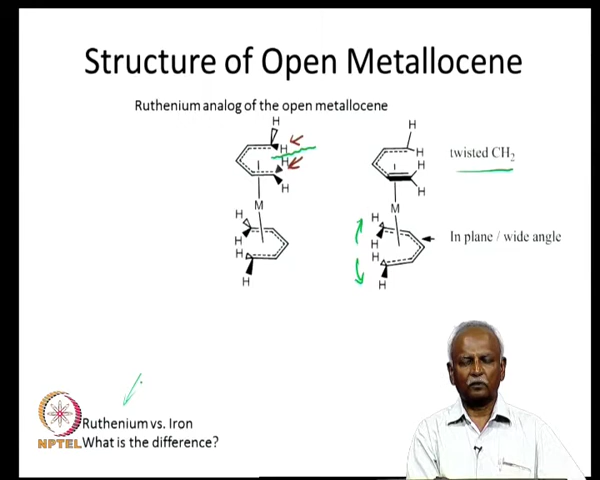 Structure of Open Metallocene
Ruthenium analog of the open metallocene
H
H
H
H
M
H
H
H
H
H
H
H
H
M
H
H
H
H
twisted CH2
In plane / wide angle
Ruthenium vs. Iron
NPTEL What is the difference?